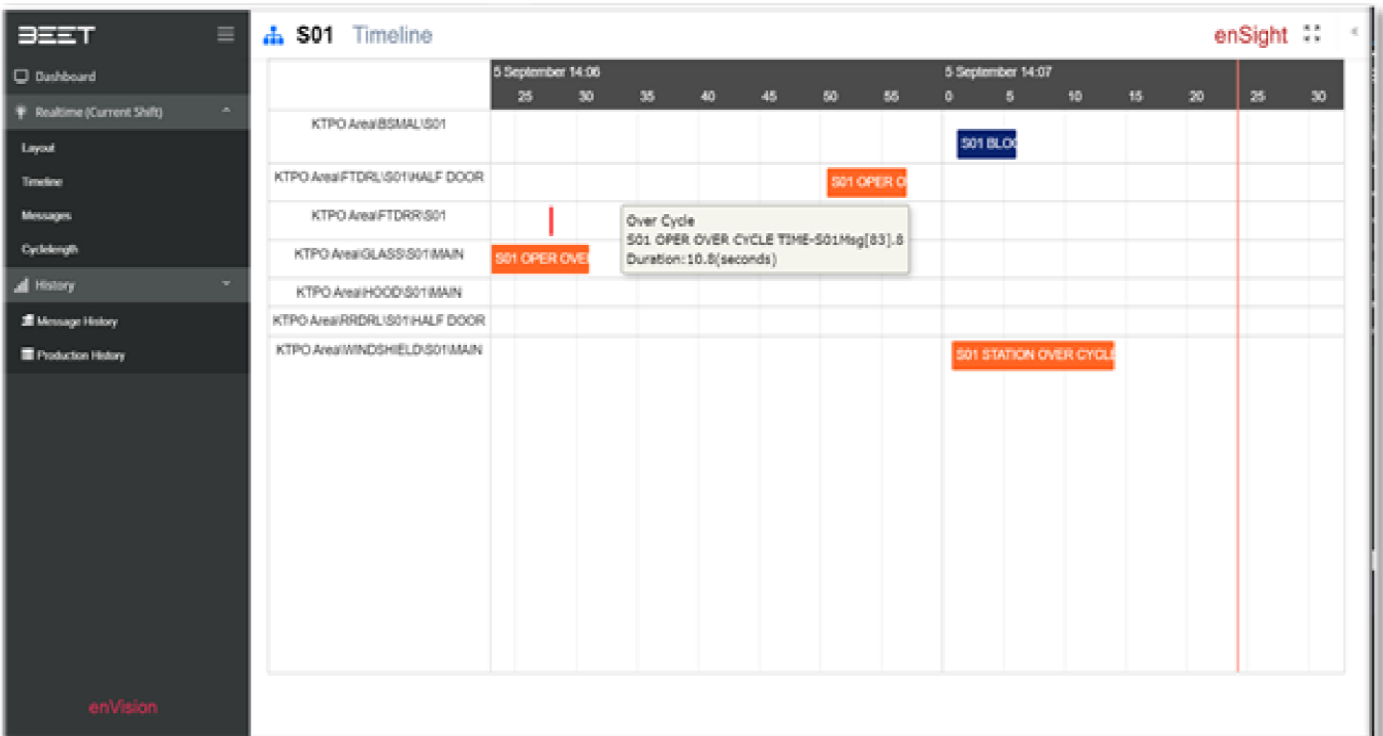 BEET
S01 Timeline
enSight
Dashboard
Realtime (Current Shift)
Layout
Timeline
Messages
Cyclelength
History
Message History
Production History
enVision
5 September 14:06
5 September 14:07
25 30 35 40 45 50 55 0 5 10 15 20 25 30
KTPO Area\BSMAL\S01
S01 BLOC
KTPO Area\FTDRL\S01\HALF DOOR
S01 OPER O
KTPO Area\FTDRR\S01
Over Cycle
S01 OPER OVER CYCLE TIME-S01Msg[83].8
Duration:10.8(seconds)
KTPO Area\GLASS\S01\MAIN
S01 OPER OVE
KTPO Area\HOOD\S01\MAIN
KTPO Area\RRDRL\S01\HALF DOOR
KTPO Area\WINDSHIELD\S01\MAIN
S01 STATION OVER CYCLE